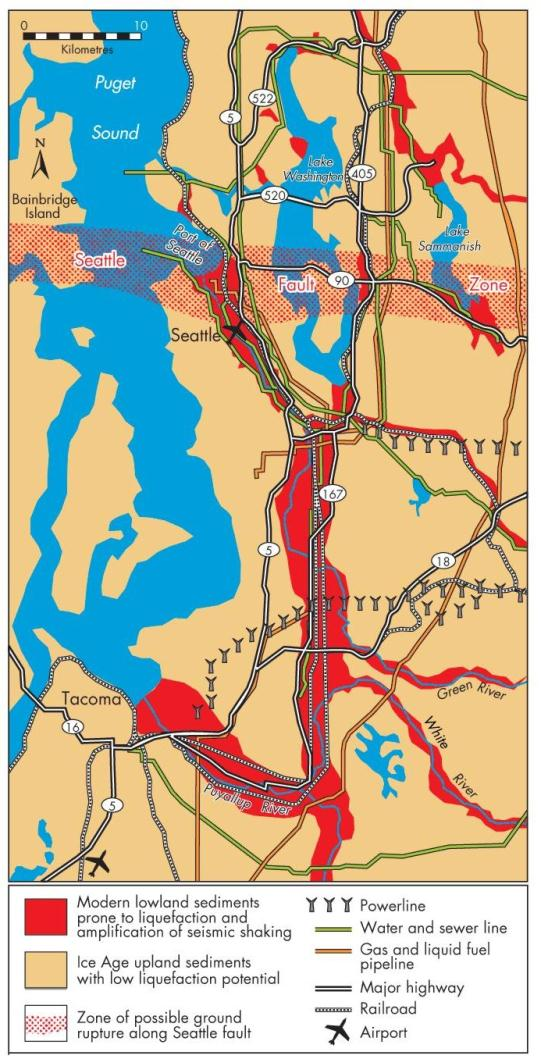 0 10
Kilometres
Puget
Sound
N
Bainbridge
Island
522
5
Lake
Washington
405
520
Port of
Seattle
Lake
Sammanish
Seattle
Fault
90
Zone
Seattle
167
5
18
Tacoma
16
Green River
White
River
Puyallup River
5
Modern lowland sediments
prone to liquefaction and
amplification of seismic shaking
Ice Age upland sediments
with low liquefaction potential
Zone of possible ground
rupture along Seattle fault
Powerline
Water and sewer line
Gas and liquid fuel
pipeline
Major highway
Railroad
Airport